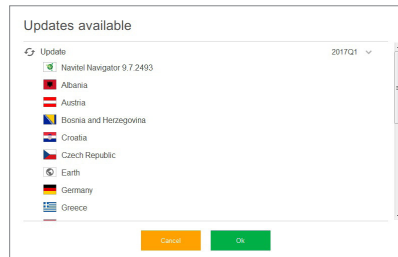 Updates available
Update 2017Q1
Navitel Navigator 9.7.2493
Albania
Austria
Bosnia and Herzegovina
Croatia
Czech Republic
Earth
Germany
Greece
Cancel Ok